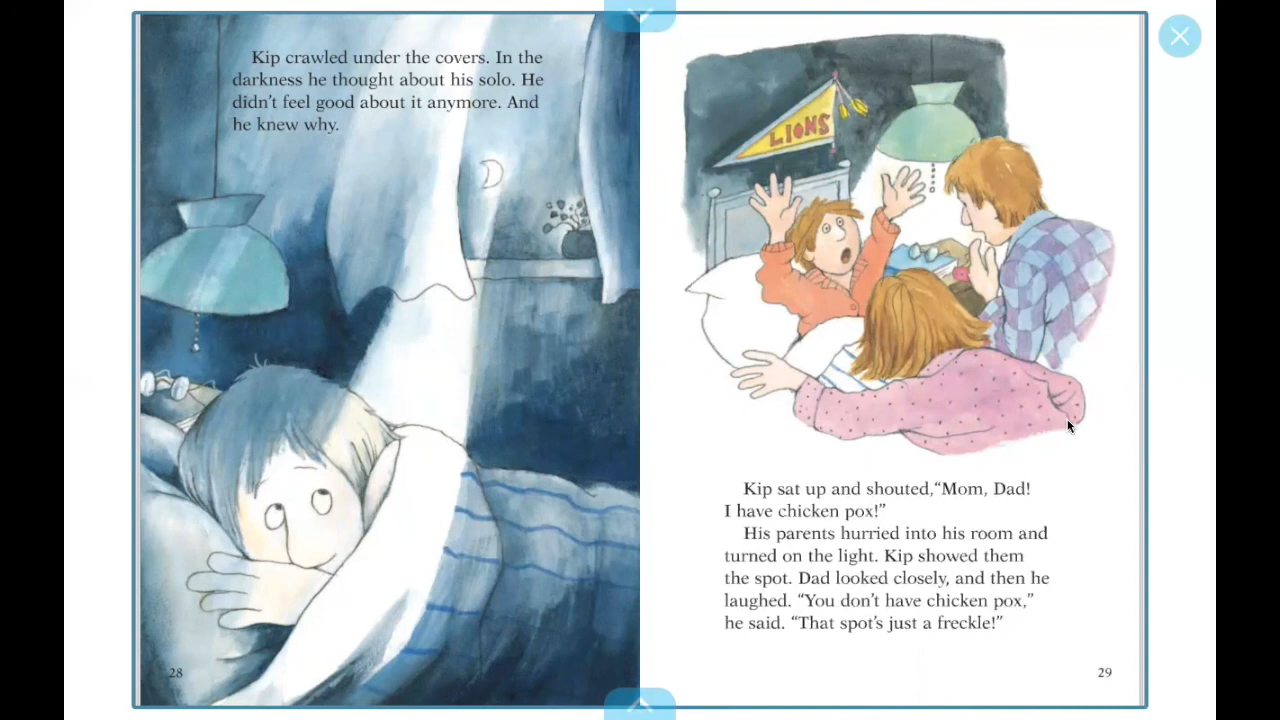 Kip crawled under the covers. In the
darkness he thought about his solo. He
didn't feel good about it anymore. And
he knew why.
28
LIONS
Kip sat up and shouted, “Mom, Dad!
I have chicken pox!”
His parents hurried into his room and
turned on the light. Kip showed them
the spot. Dad looked closely, and then he
laughed. “You don't have chicken pox,”
he said. “That spot's just a freckle!”
29